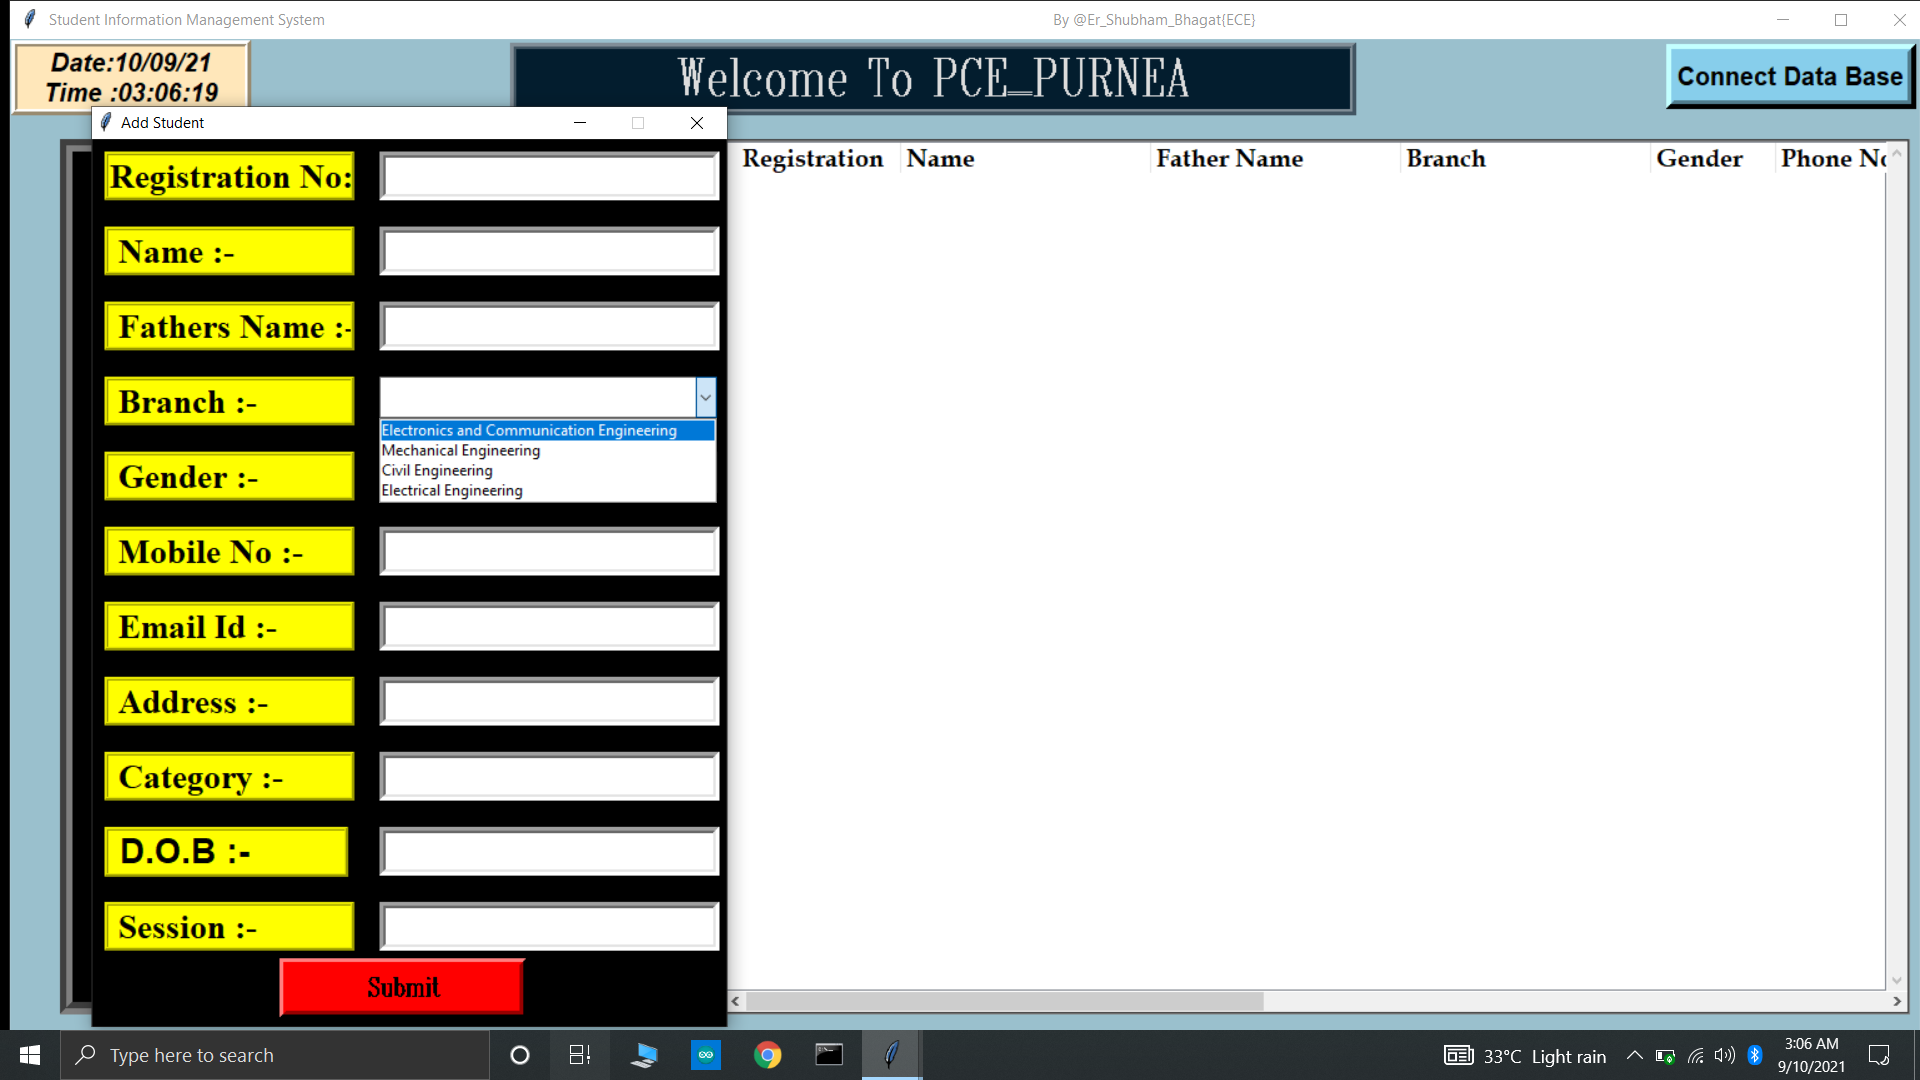 Student Information Management System
By @Er_Shubham_Bhagat{ECE}
Date:10/09/21
Time :03:06:19
Welcome To PCE_PURNEA
Connect Data Base
Add Student
Registration No:
Name :-
Fathers Name :-
Branch :-
Electronics and Communication Engineering
Mechanical Engineering
Civil Engineering
Electrical Engineering
Gender :-
Mobile No :-
Email Id :-
Address :-
Category :-
D.O.B :-
Session :-
Submit
Registration Name Father Name Branch Gender Phone No
Type here to search
33°C Light rain
3:06 AM
9/10/2021